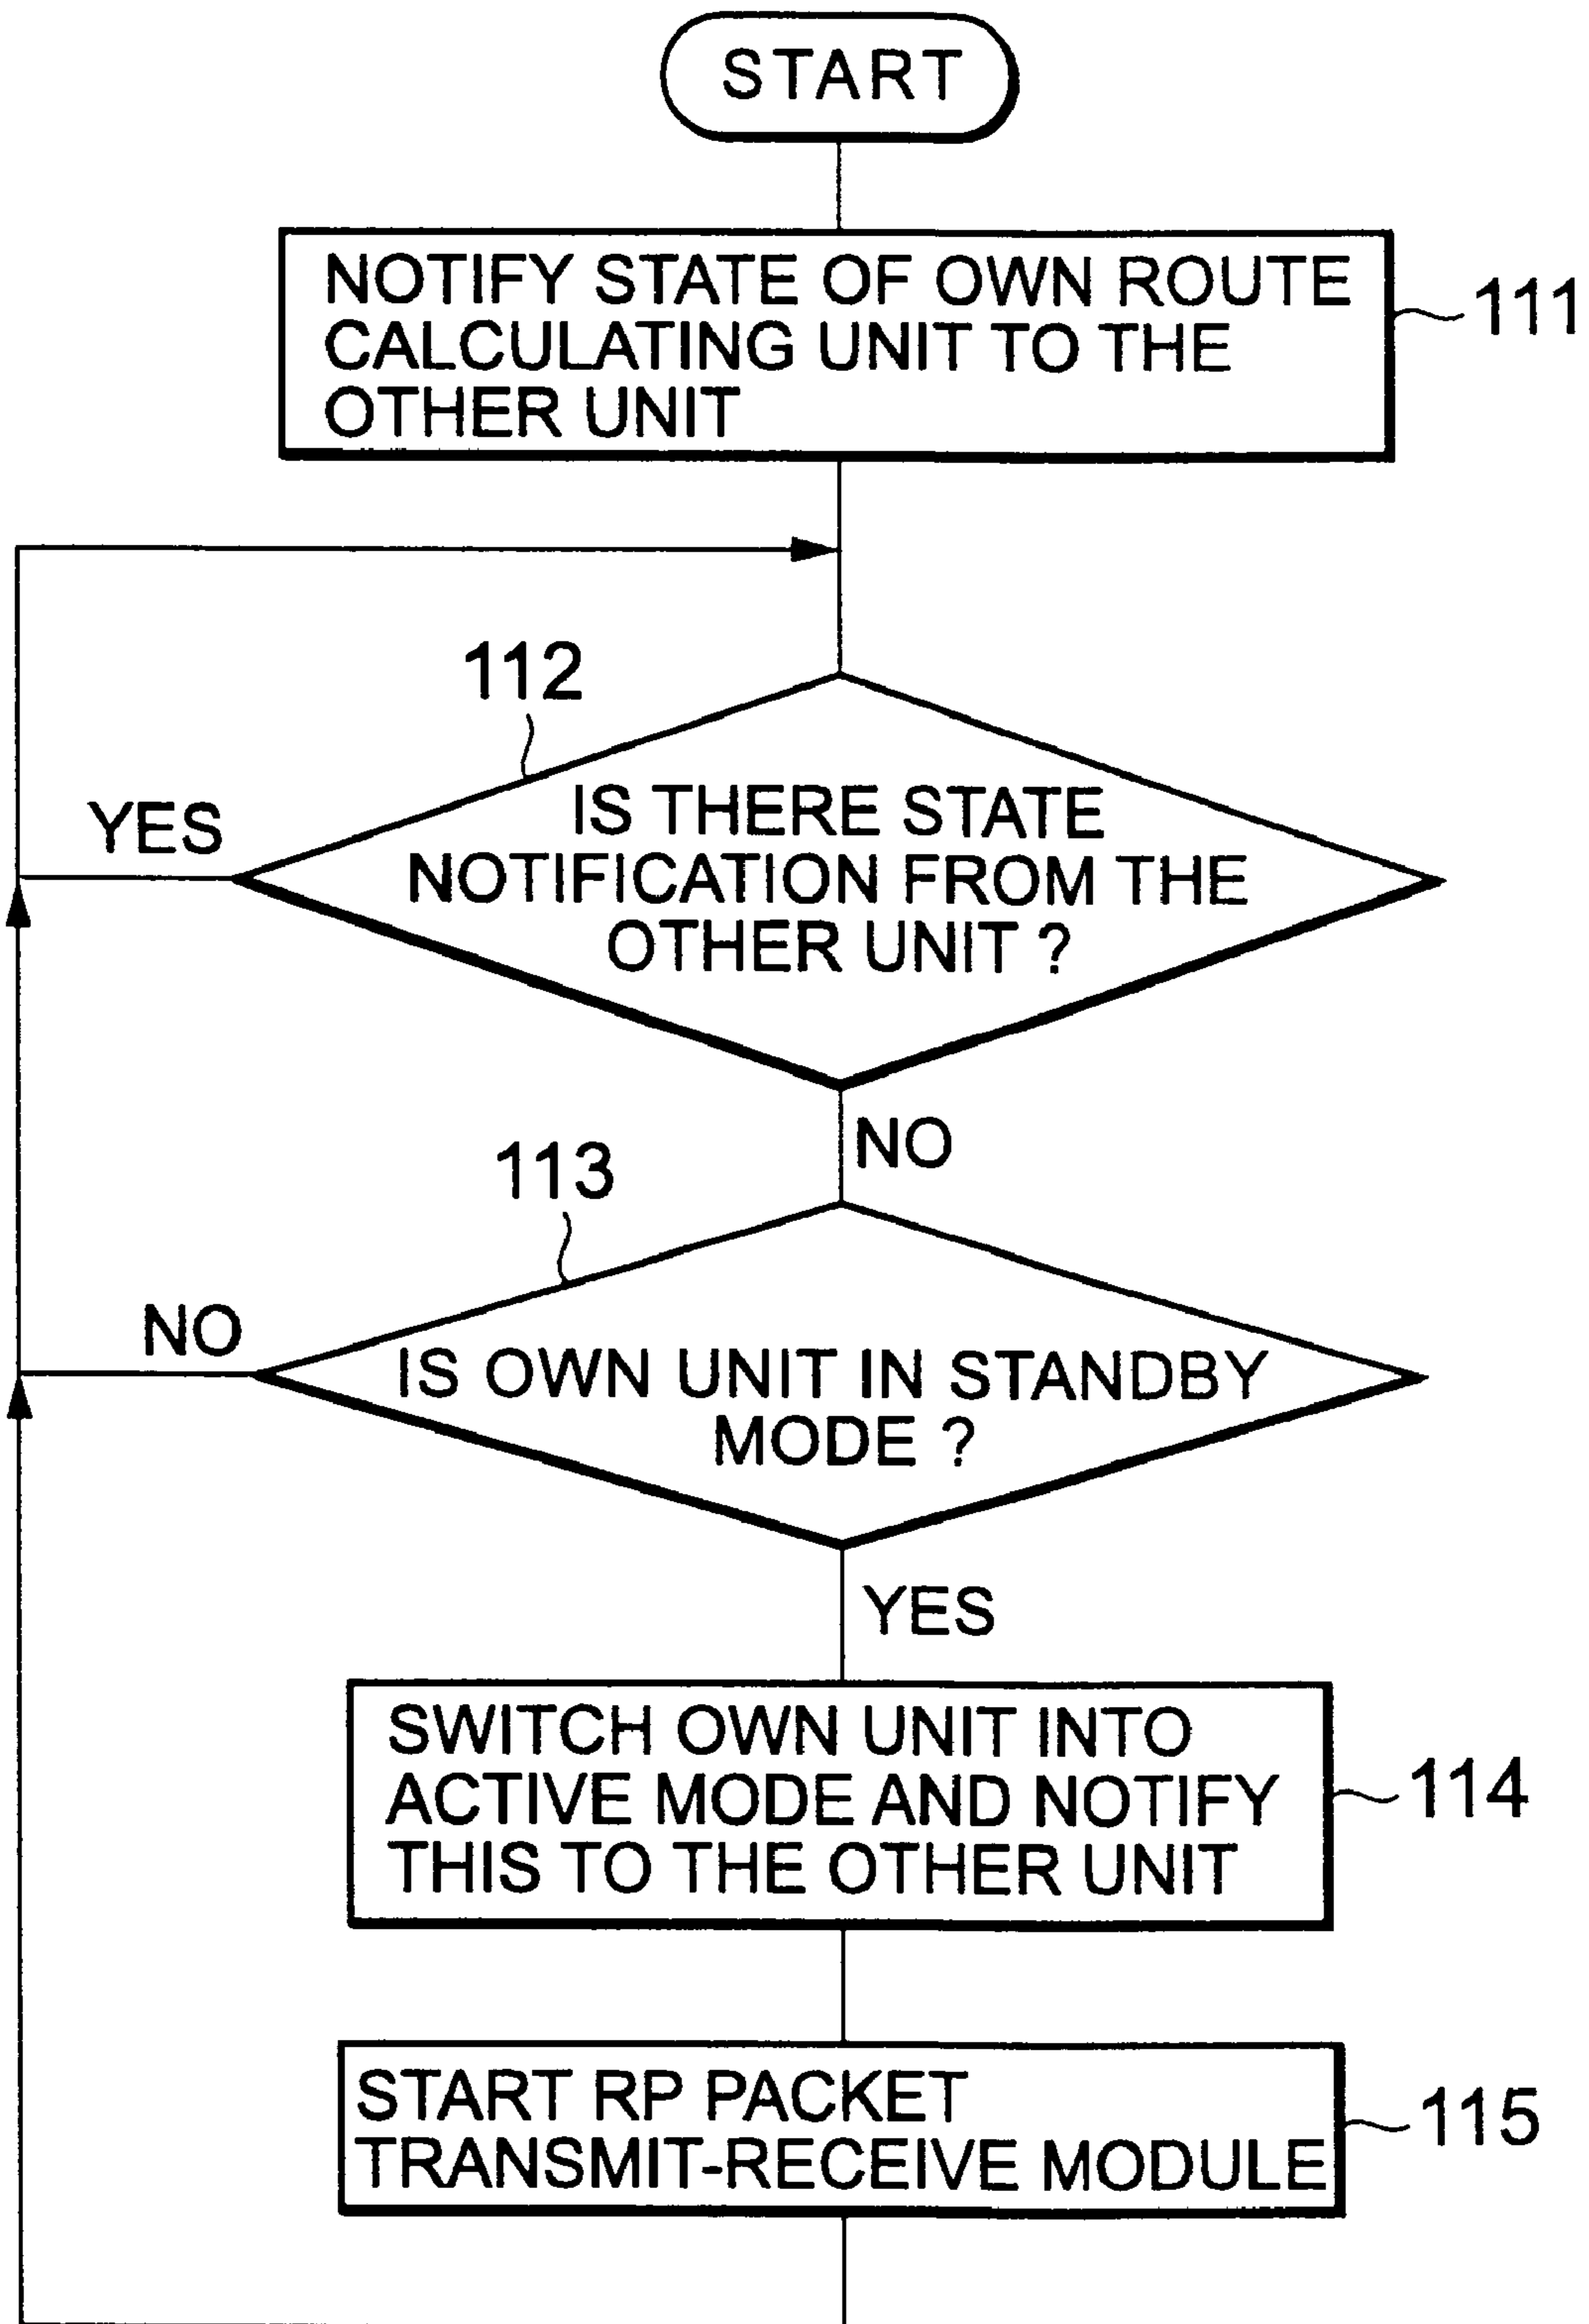 START
NOTIFY STATE OF OWN ROUTE
CALCULATING UNIT TO THE
OTHER UNIT
111
112
YES
IS THERE STATE
NOTIFICATION FROM THE
OTHER UNIT ?
NO
113
NO
IS OWN UNIT IN STANDBY
MODE ?
YES
SWITCH OWN UNIT INTO
ACTIVE MODE AND NOTIFY
THIS TO THE OTHER UNIT
114
START RP PACKET
TRANSMIT-RECEIVE MODULE
115